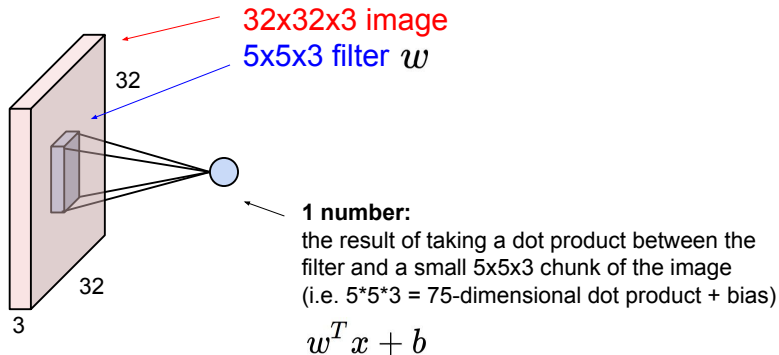 32x32x3 image
5x5x3 filter w
32
1 number:
the result of taking a dot product between the
filter and a small 5x5x3 chunk of the image
(i.e. 5*5*3 = 75-dimensional dot product + bias)
32
3
w^T x + b